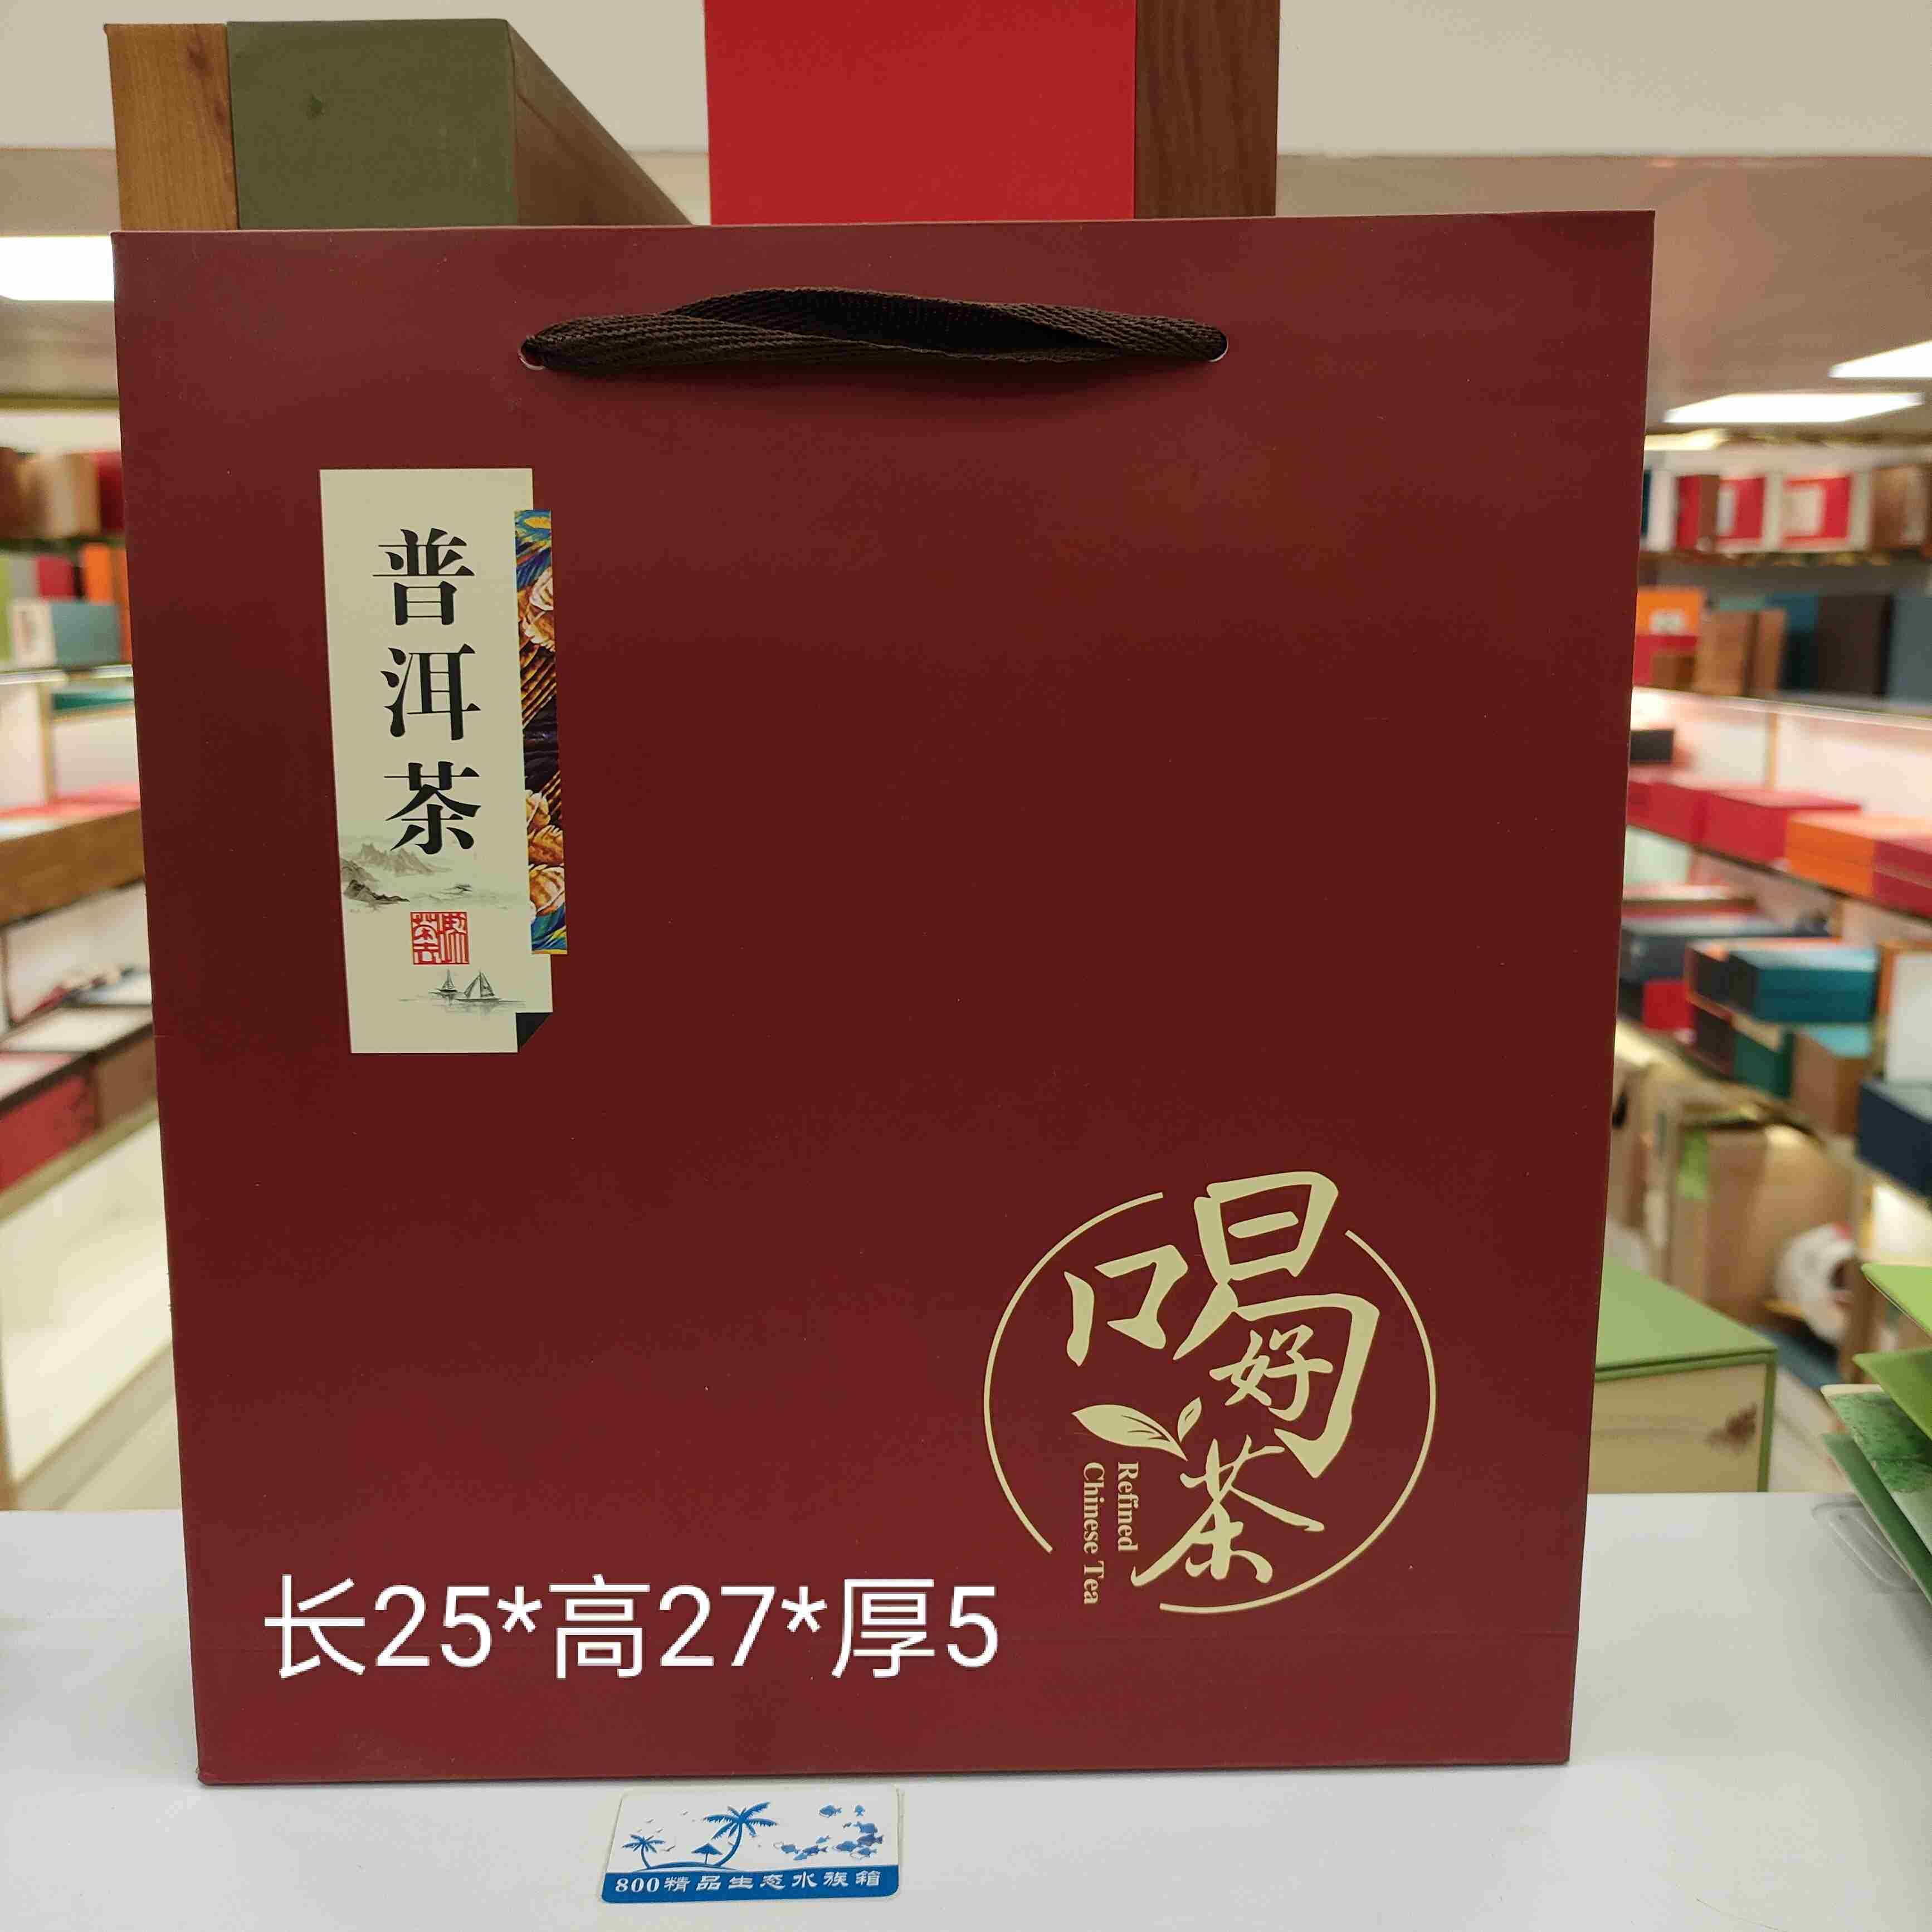 普洱茶
喝好茶
Refined
Chinese Tea
长25*高27*厚5
800精品生态水族箱